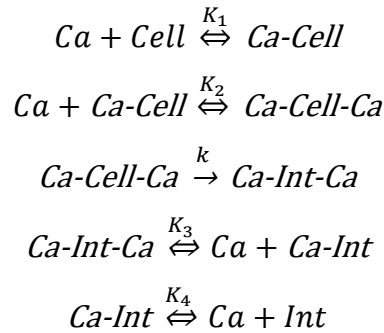 Ca + Cell ⇔ Ca-Cell (K₁)
Ca + Ca-Cell ⇔ Ca-Cell-Ca (K₂)
Ca-Cell-Ca → Ca-Int-Ca (k)
Ca-Int-Ca ⇔ Ca + Ca-Int (K₃)
Ca-Int ⇔ Ca + Int (K₄)